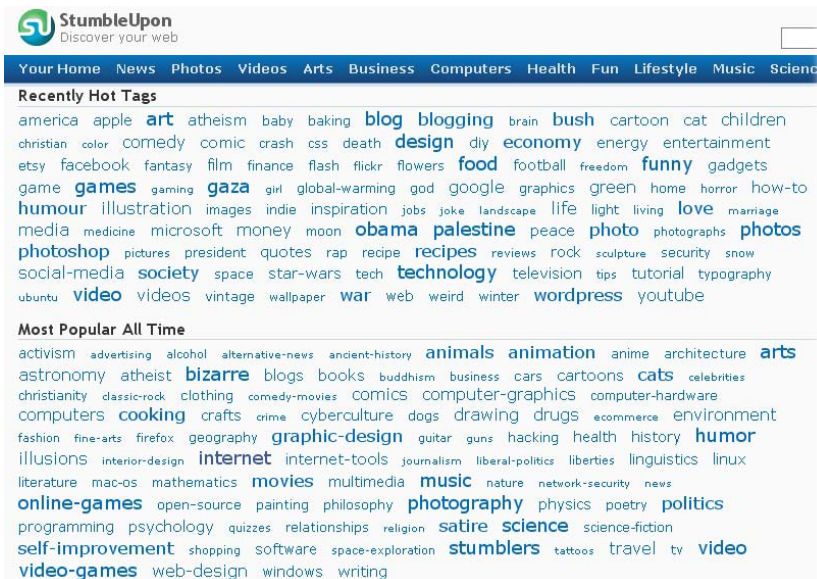 StumbleUpon
Discover your web
Your Home News Photos Videos Arts Business Computers Health Fun Lifestyle Music Scienc
Recently Hot Tags
america apple art atheism baby baking blog blogging brain bush cartoon cat children
christian color comedy comic crash css death design diy economy energy entertainment
etsy facebook fantasy film finance flash flickr flowers food football freedom funny gadgets
game games gaming gaza girl global-warming god google graphics green home horror how-to
humour illustration images indie inspiration jobs joke landscape life light living love marriage
media medicine microsoft money moon obama palestine peace photo photographs photos
photoshop pictures president quotes rap recipe recipes reviews rock sculpture security snow
social-media society space star-wars tech technology television tips tutorial typography
ubuntu video videos vintage wallpaper war web weird winter wordpress youtube
Most Popular All Time
activism advertising alcohol alternative-news ancient-history animals animation anime architecture arts
astronomy atheist bizarre blogs books buddhism business cars cartoons cats celebrities
christianity classic-rock clothing comedy-movies comics computer-graphics computer-hardware
computers cooking crafts crime cyberculture dogs drawing drugs ecommerce environment
fashion fine-arts firefox geography graphic-design guitar guns hacking health history humor
illusions interior-design internet internet-tools journalism liberal-politics liberties linguistics linux
literature mac-os mathematics movies multimedia music nature network-security news
online-games open-source painting philosophy photography physics poetry politics
programming psychology quizzes relationships religion satire science science-fiction
self-improvement shopping software space-exploration stumblers tattoos travel tv video
video-games web-design windows writing